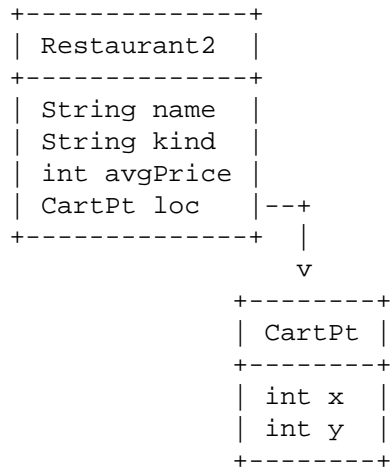 +--------------+
| Restaurant2  |
+--------------+
| String name  |
| String kind  |
| int avgPrice |
| CartPt loc   |--+
+--------------+  |
                  v
              +--------+
              | CartPt |
              +--------+
              | int x  |
              | int y  |
              +--------+